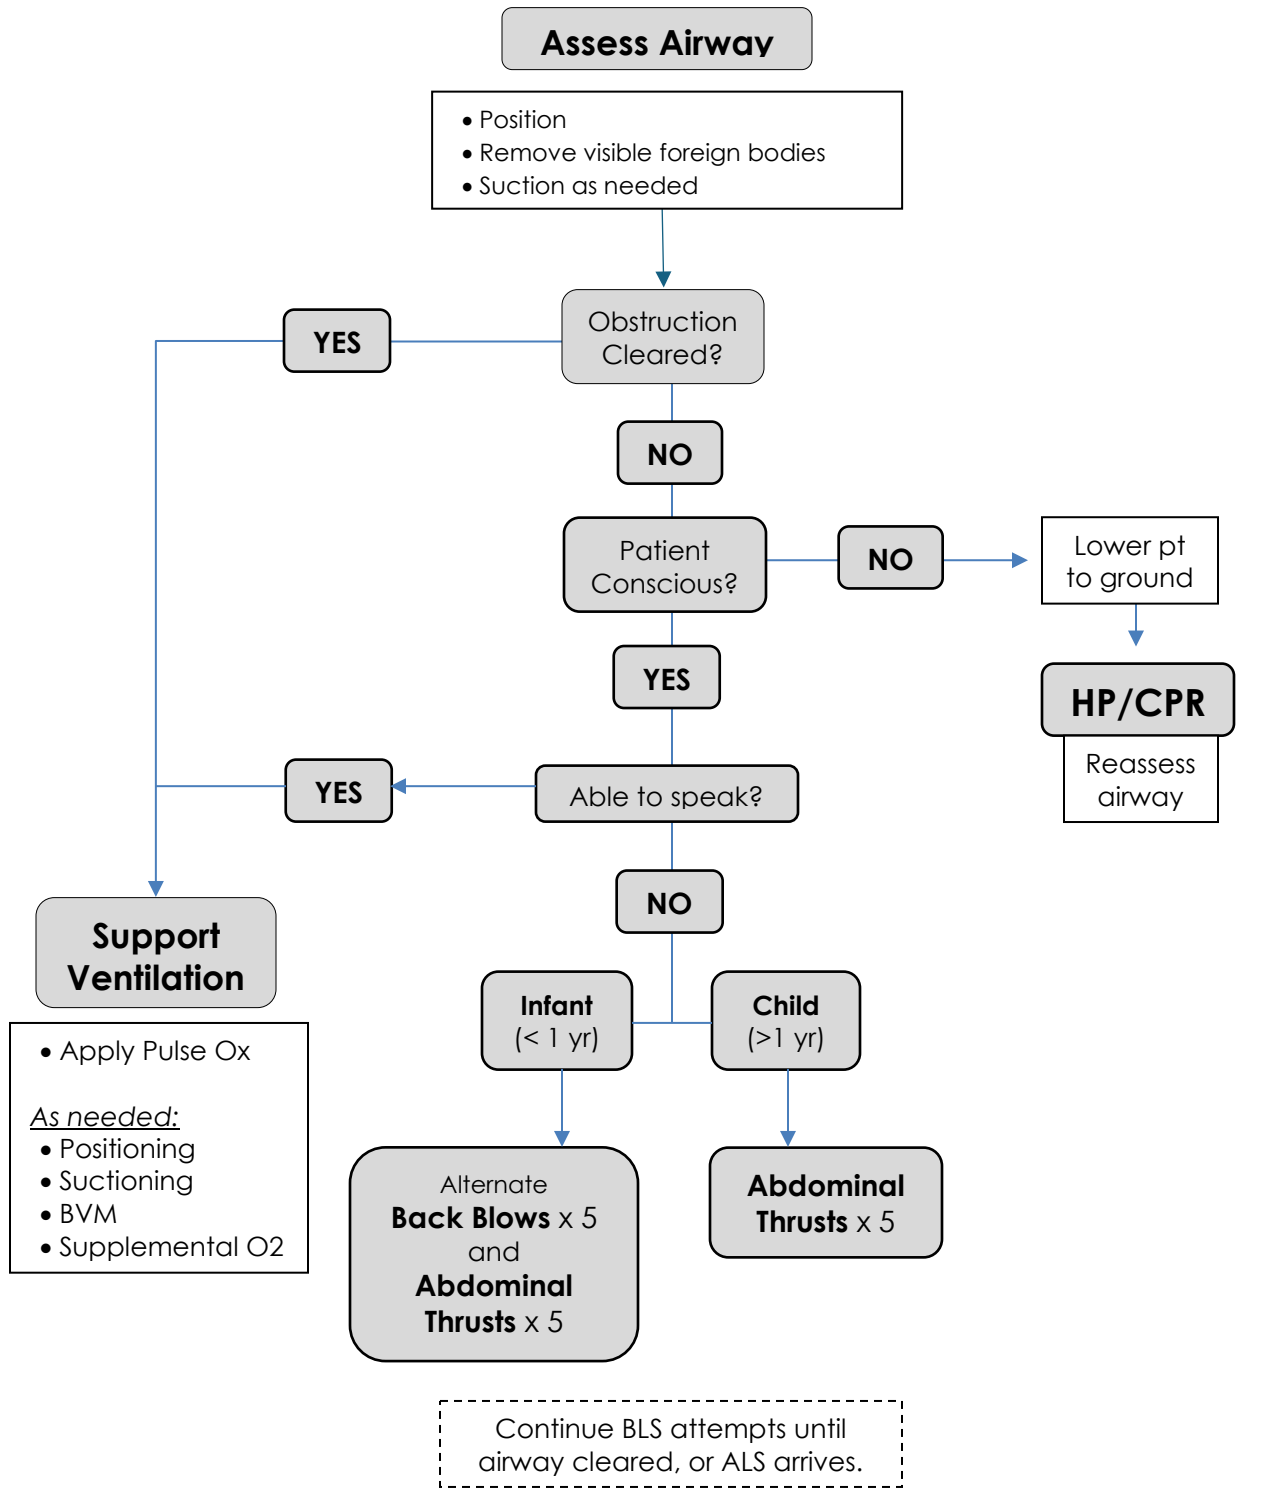 Assess Airway
• Position
• Remove visible foreign bodies
• Suction as needed
Obstruction
Cleared?
YES
NO
Patient
Conscious?
NO
Lower pt
to ground
HP/CPR
Reassess
airway
YES
Able to speak?
YES
NO
Support
Ventilation
• Apply Pulse Ox
As needed:
• Positioning
• Suctioning
• BVM
• Supplemental O2
Infant
(< 1 yr)
Child
(>1 yr)
Alternate
Back Blows x 5
and
Abdominal
Thrusts x 5
Abdominal
Thrusts x 5
Continue BLS attempts until
airway cleared, or ALS arrives.